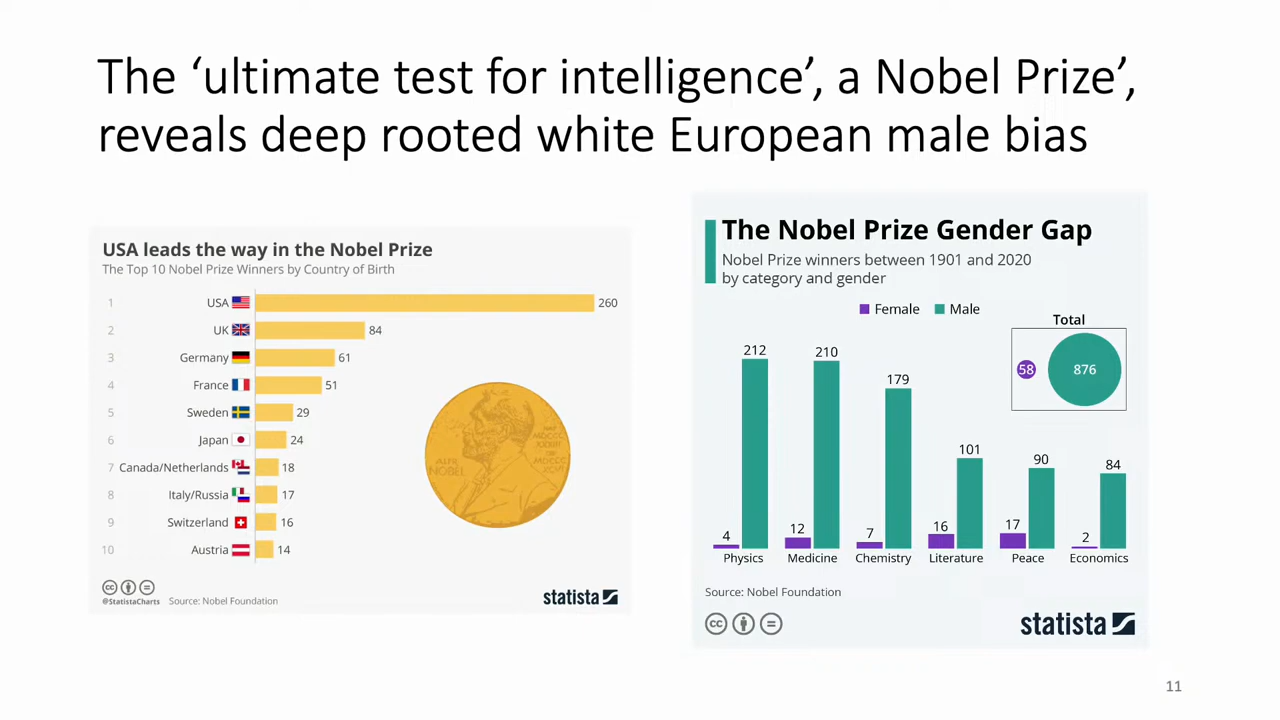 The ‘ultimate test for intelligence’, a Nobel Prize’,
reveals deep rooted white European male bias
USA leads the way in the Nobel Prize
The Top 10 Nobel Prize Winners by Country of Birth
1 USA 260
2 UK 84
3 Germany 61
4 France 51
5 Sweden 29
6 Japan 24
7 Canada/Netherlands 18
8 Italy/Russia 17
9 Switzerland 16
10 Austria 14
ALFR
NOBEL
@StatistaCharts Source: Nobel Foundation
statista
The Nobel Prize Gender Gap
Nobel Prize winners between 1901 and 2020
by category and gender
Female Male
Total
58 876
212 210 179 101 90 84
4 12 7 16 17 2
Physics Medicine Chemistry Literature Peace Economics
Source: Nobel Foundation
cc
statista
11